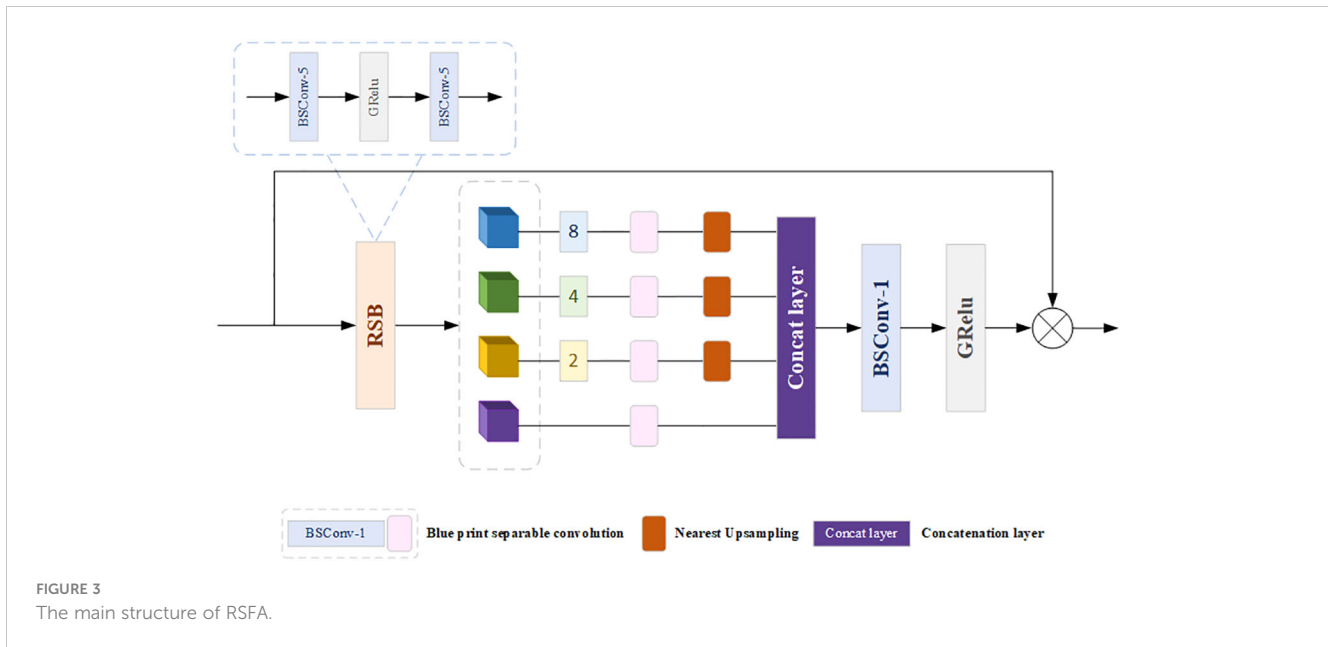 BSConv-5
GRelu
BSConv-5
RSB
8
4
2
Concat layer
BSConv-1
GRelu
BSConv-1
Blue print separable convolution
Nearest Upsampling
Concat layer
Concatenation layer
FIGURE 3
The main structure of RSFA.